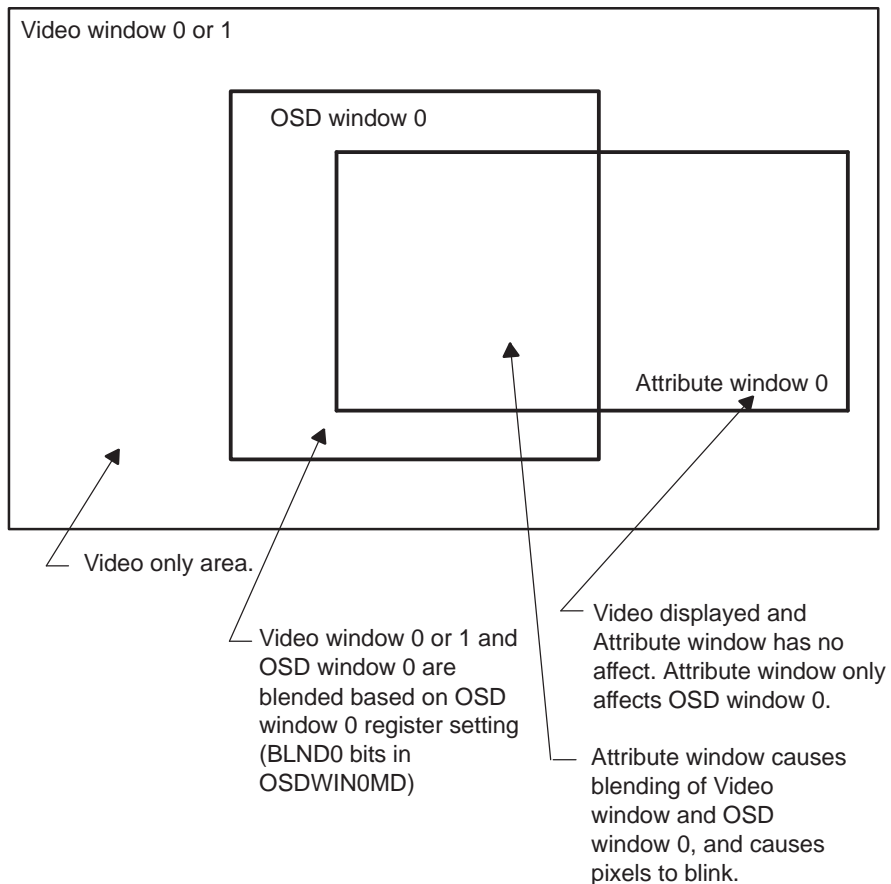 Video window 0 or 1
OSD window 0
Attribute window 0
Video only area.
Video window 0 or 1 and
OSD window 0 are
blended based on OSD
window 0 register setting
(BLND0 bits in
OSDWIN0MD)
Video displayed and
Attribute window has no
affect. Attribute window only
affects OSD window 0.
Attribute window causes
blending of Video
window and OSD
window 0, and causes
pixels to blink.